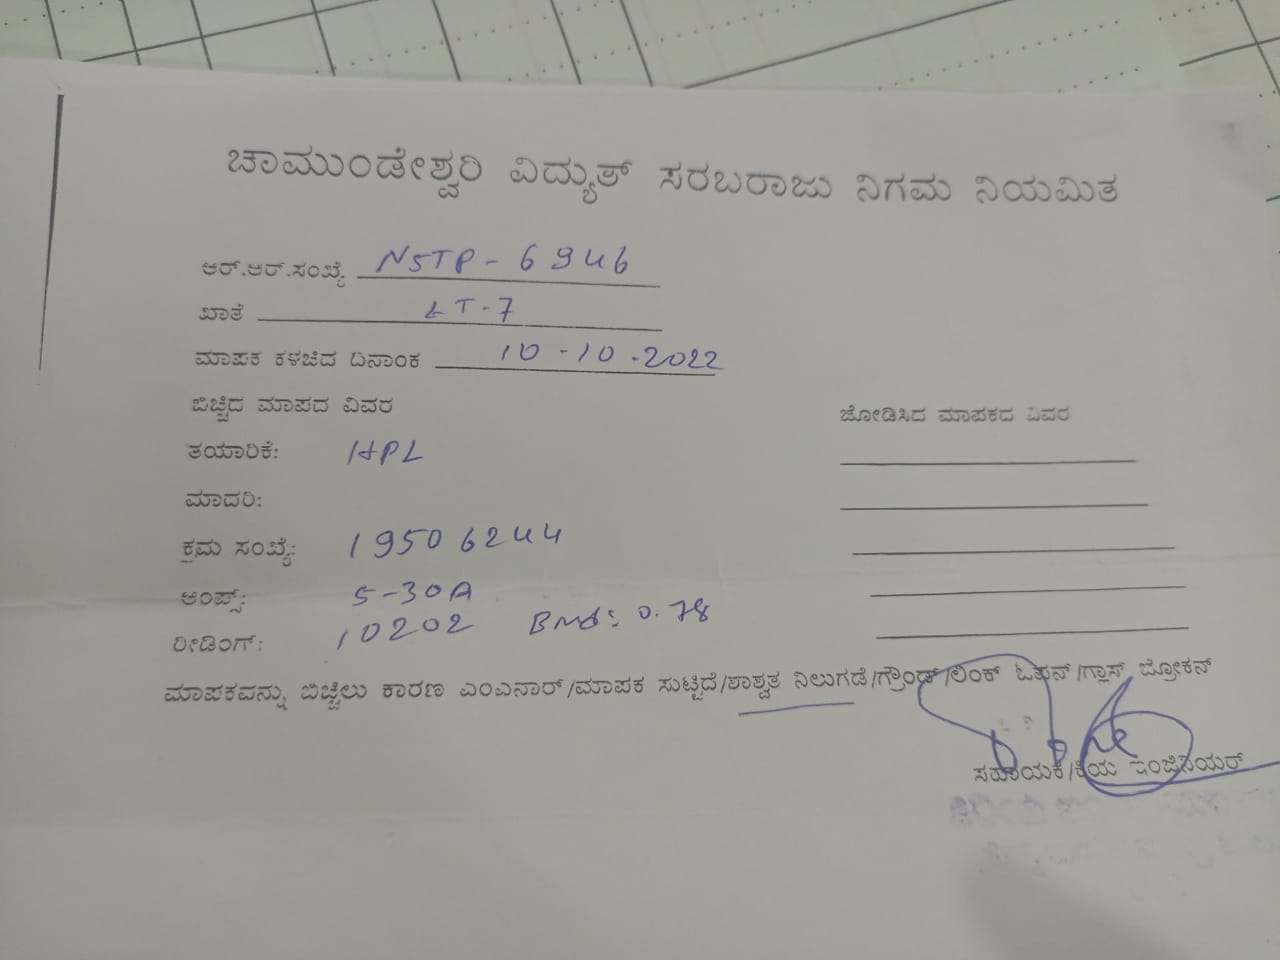 ಚಾಮುಂಡೇಶ್ವರಿ ವಿದ್ಯುತ್ ಸರಬರಾಜು ನಿಗಮ ನಿಯಮಿತ
ಆರ್.ಆರ್.ಸಂಖ್ಯೆ NSTP - 6946
ಖಾತೆ LT-7
ಮಾಪಕ ಕಳಚಿದ ದಿನಾಂಕ 10-10-2022
ಬಿಚ್ಚಿದ ಮಾಪದ ವಿವರ ಜೋಡಿಸಿದ ಮಾಪಕದ ವಿವರ
ತಯಾರಿಕೆ: HPL
ಮಾದರಿ:
ಕ್ರಮ ಸಂಖ್ಯೆ: 19506244
ಆಂಪ್ಸ್: 5-30A
ರೀಡಿಂಗ್: 10202 BMD: 0.78
ಮಾಪಕವನ್ನು ಬಿಚ್ಚಿಲು ಕಾರಣ ಎಂಎನಾರ್/ಮಾಪಕ ಸುಟ್ಟಿದೆ/ಶಾಶ್ವತ ನಿಲುಗಡೆ/ಗ್ರೌಂಡ್/ಲಿಂಕ್ ಓಪನ್/ಗ್ಲಾಸ್ ಬ್ರೋಕನ್
ಸಹಾಯಕ/ಕಿಯ ಇಂಜಿನಿಯರ್